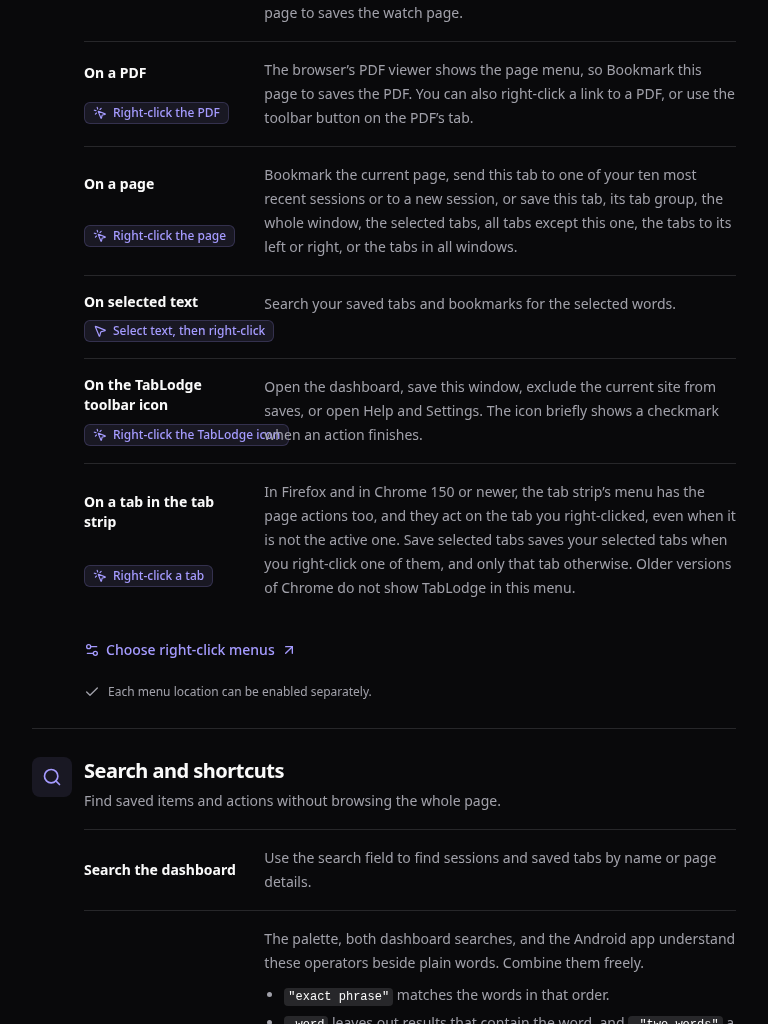 page to saves the watch page.
On a PDF
Right-click the PDF
The browser’s PDF viewer shows the page menu, so Bookmark this
page to saves the PDF. You can also right-click a link to a PDF, or use the
toolbar button on the PDF’s tab.
On a page
Right-click the page
Bookmark the current page, send this tab to one of your ten most
recent sessions or to a new session, or save this tab, its tab group, the
whole window, the selected tabs, all tabs except this one, the tabs to its
left or right, or the tabs in all windows.
On selected text
Select text, then right-click
Search your saved tabs and bookmarks for the selected words.
On the TabLodge
toolbar icon
Right-click the TabLodge icon
Open the dashboard, save this window, exclude the current site from
saves, or open Help and Settings. The icon briefly shows a checkmark
when an action finishes.
On a tab in the tab
strip
Right-click a tab
In Firefox and in Chrome 150 or newer, the tab strip’s menu has the
page actions too, and they act on the tab you right-clicked, even when it
is not the active one. Save selected tabs saves your selected tabs when
you right-click one of them, and only that tab otherwise. Older versions
of Chrome do not show TabLodge in this menu.
Choose right-click menus
Each menu location can be enabled separately.
Search and shortcuts
Find saved items and actions without browsing the whole page.
Search the dashboard
Use the search field to find sessions and saved tabs by name or page
details.
The palette, both dashboard searches, and the Android app understand
these operators beside plain words. Combine them freely.
"exact phrase" matches the words in that order.
-word leaves out results that contain the word, and -"two words" a